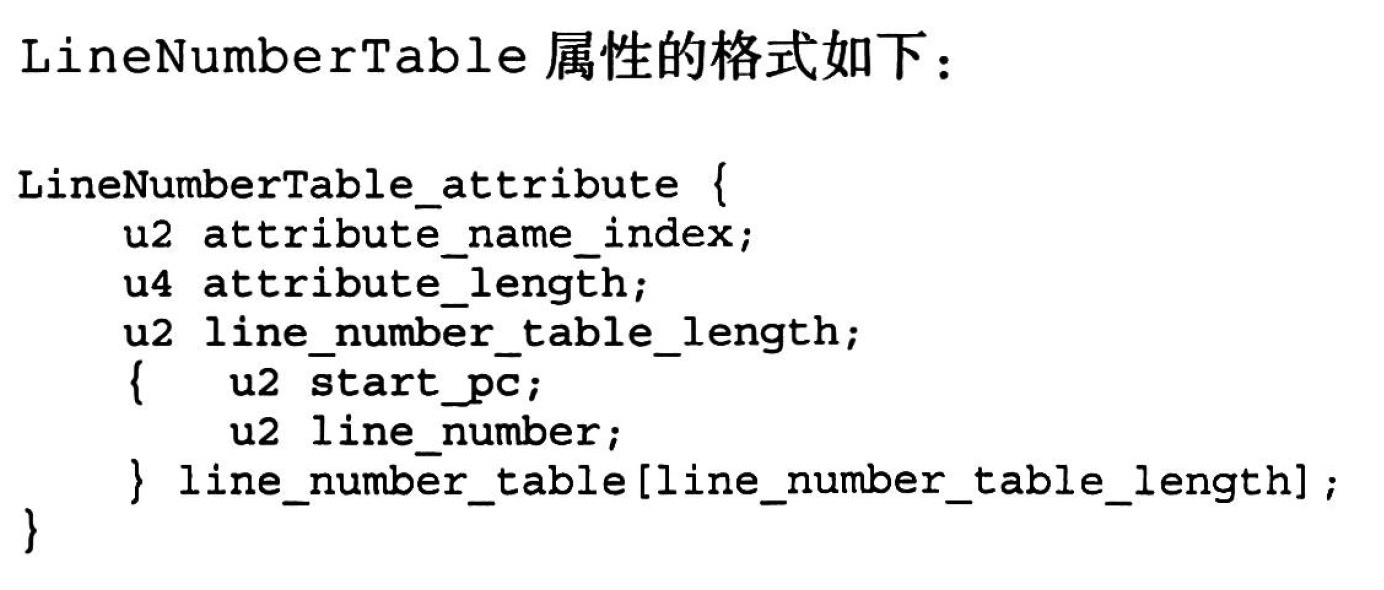 LineNumberTable 属性的格式如下：
LineNumberTable_attribute {
    u2 attribute_name_index;
    u4 attribute_length;
    u2 line_number_table_length;
    {   u2 start_pc;
        u2 line_number;
    } line_number_table[line_number_table_length];
}